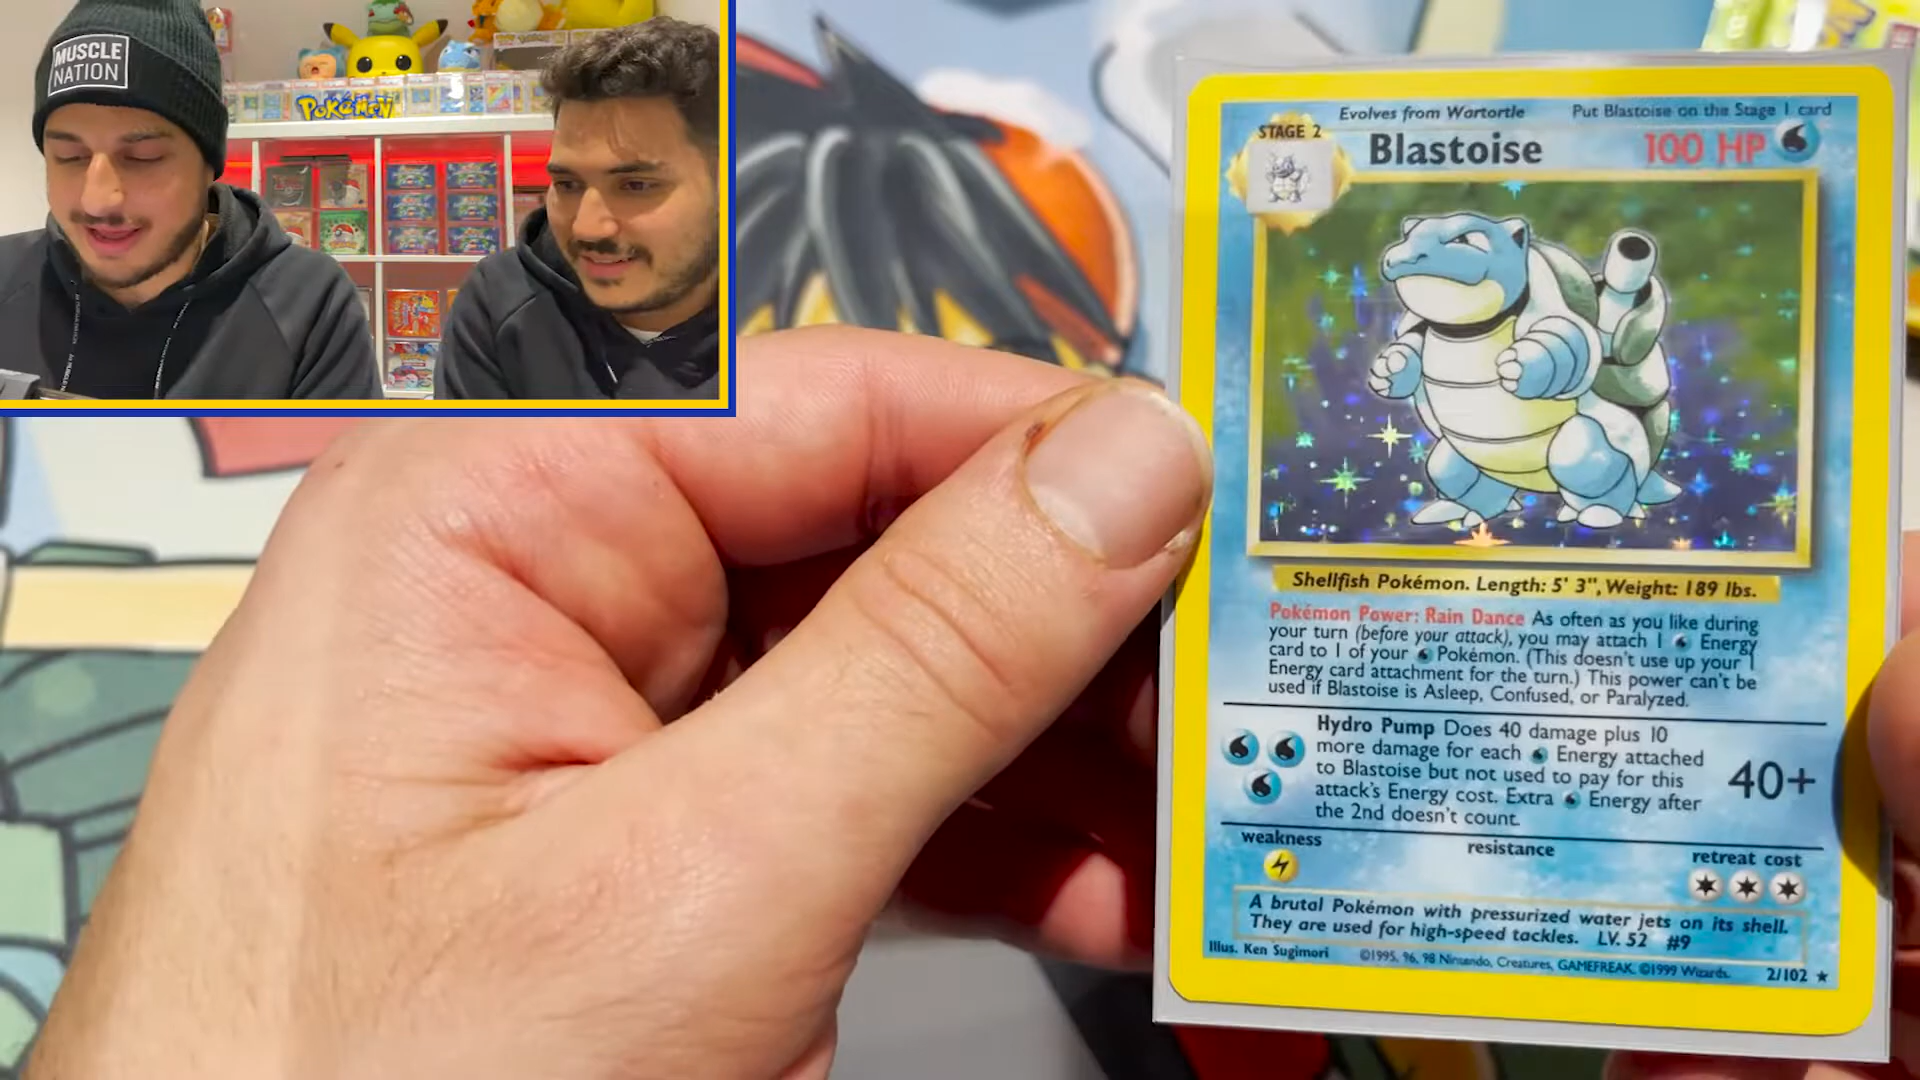 MUSCLE
NATION
POKéMON
Evolves from Wartortle Put Blastoise on the Stage 1 card
STAGE 2
Blastoise 100 HP
Shellfish Pokémon. Length: 5' 3", Weight: 189 lbs.
Pokémon Power: Rain Dance As often as you like during
your turn (before your attack), you may attach 1 Energy
card to 1 of your Pokémon. (This doesn't use up your 1
Energy card attachment for the turn.) This power can't be
used if Blastoise is Asleep, Confused, or Paralyzed.
Hydro Pump Does 40 damage plus 10
more damage for each Energy attached
to Blastoise but not used to pay for this
attack's Energy cost. Extra Energy after
the 2nd doesn't count.
40+
weakness resistance retreat cost
A brutal Pokémon with pressurized water jets on its shell.
They are used for high-speed tackles. LV. 52 #9
Illus. Ken Sugimori ©1995, 96, 98 Nintendo, Creatures, GAMEFREAK. ©1999 Wizards. 2/102 ★